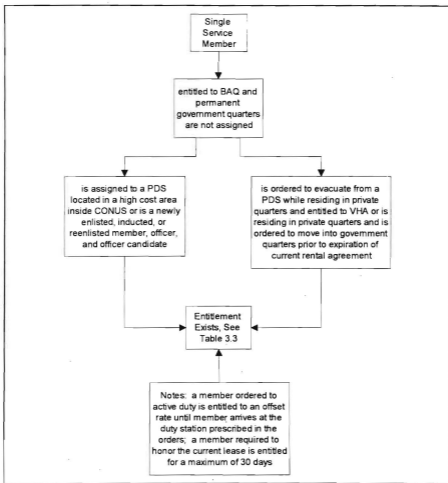 Single
Service
Member
entitled to BAQ and
permanent
government quarters
are not assigned
is assigned to a PDS
located in a high cost area
inside CONUS or is a newly
enlisted, inducted, or
reenlisted member, officer,
and officer candidate
is ordered to evacuate from a
PDS while residing in private
quarters and entitled to VHA or is
residing in private quarters and is
ordered to move into government
quarters prior to expiration of
current rental agreement
Entitlement
Exists, See
Table 3.3
Notes: a member ordered to
active duty is entitled to an offset
rate until member arrives at the
duty station prescribed in the
orders; a member required to
honor the current lease is entitled
for a maximum of 30 days